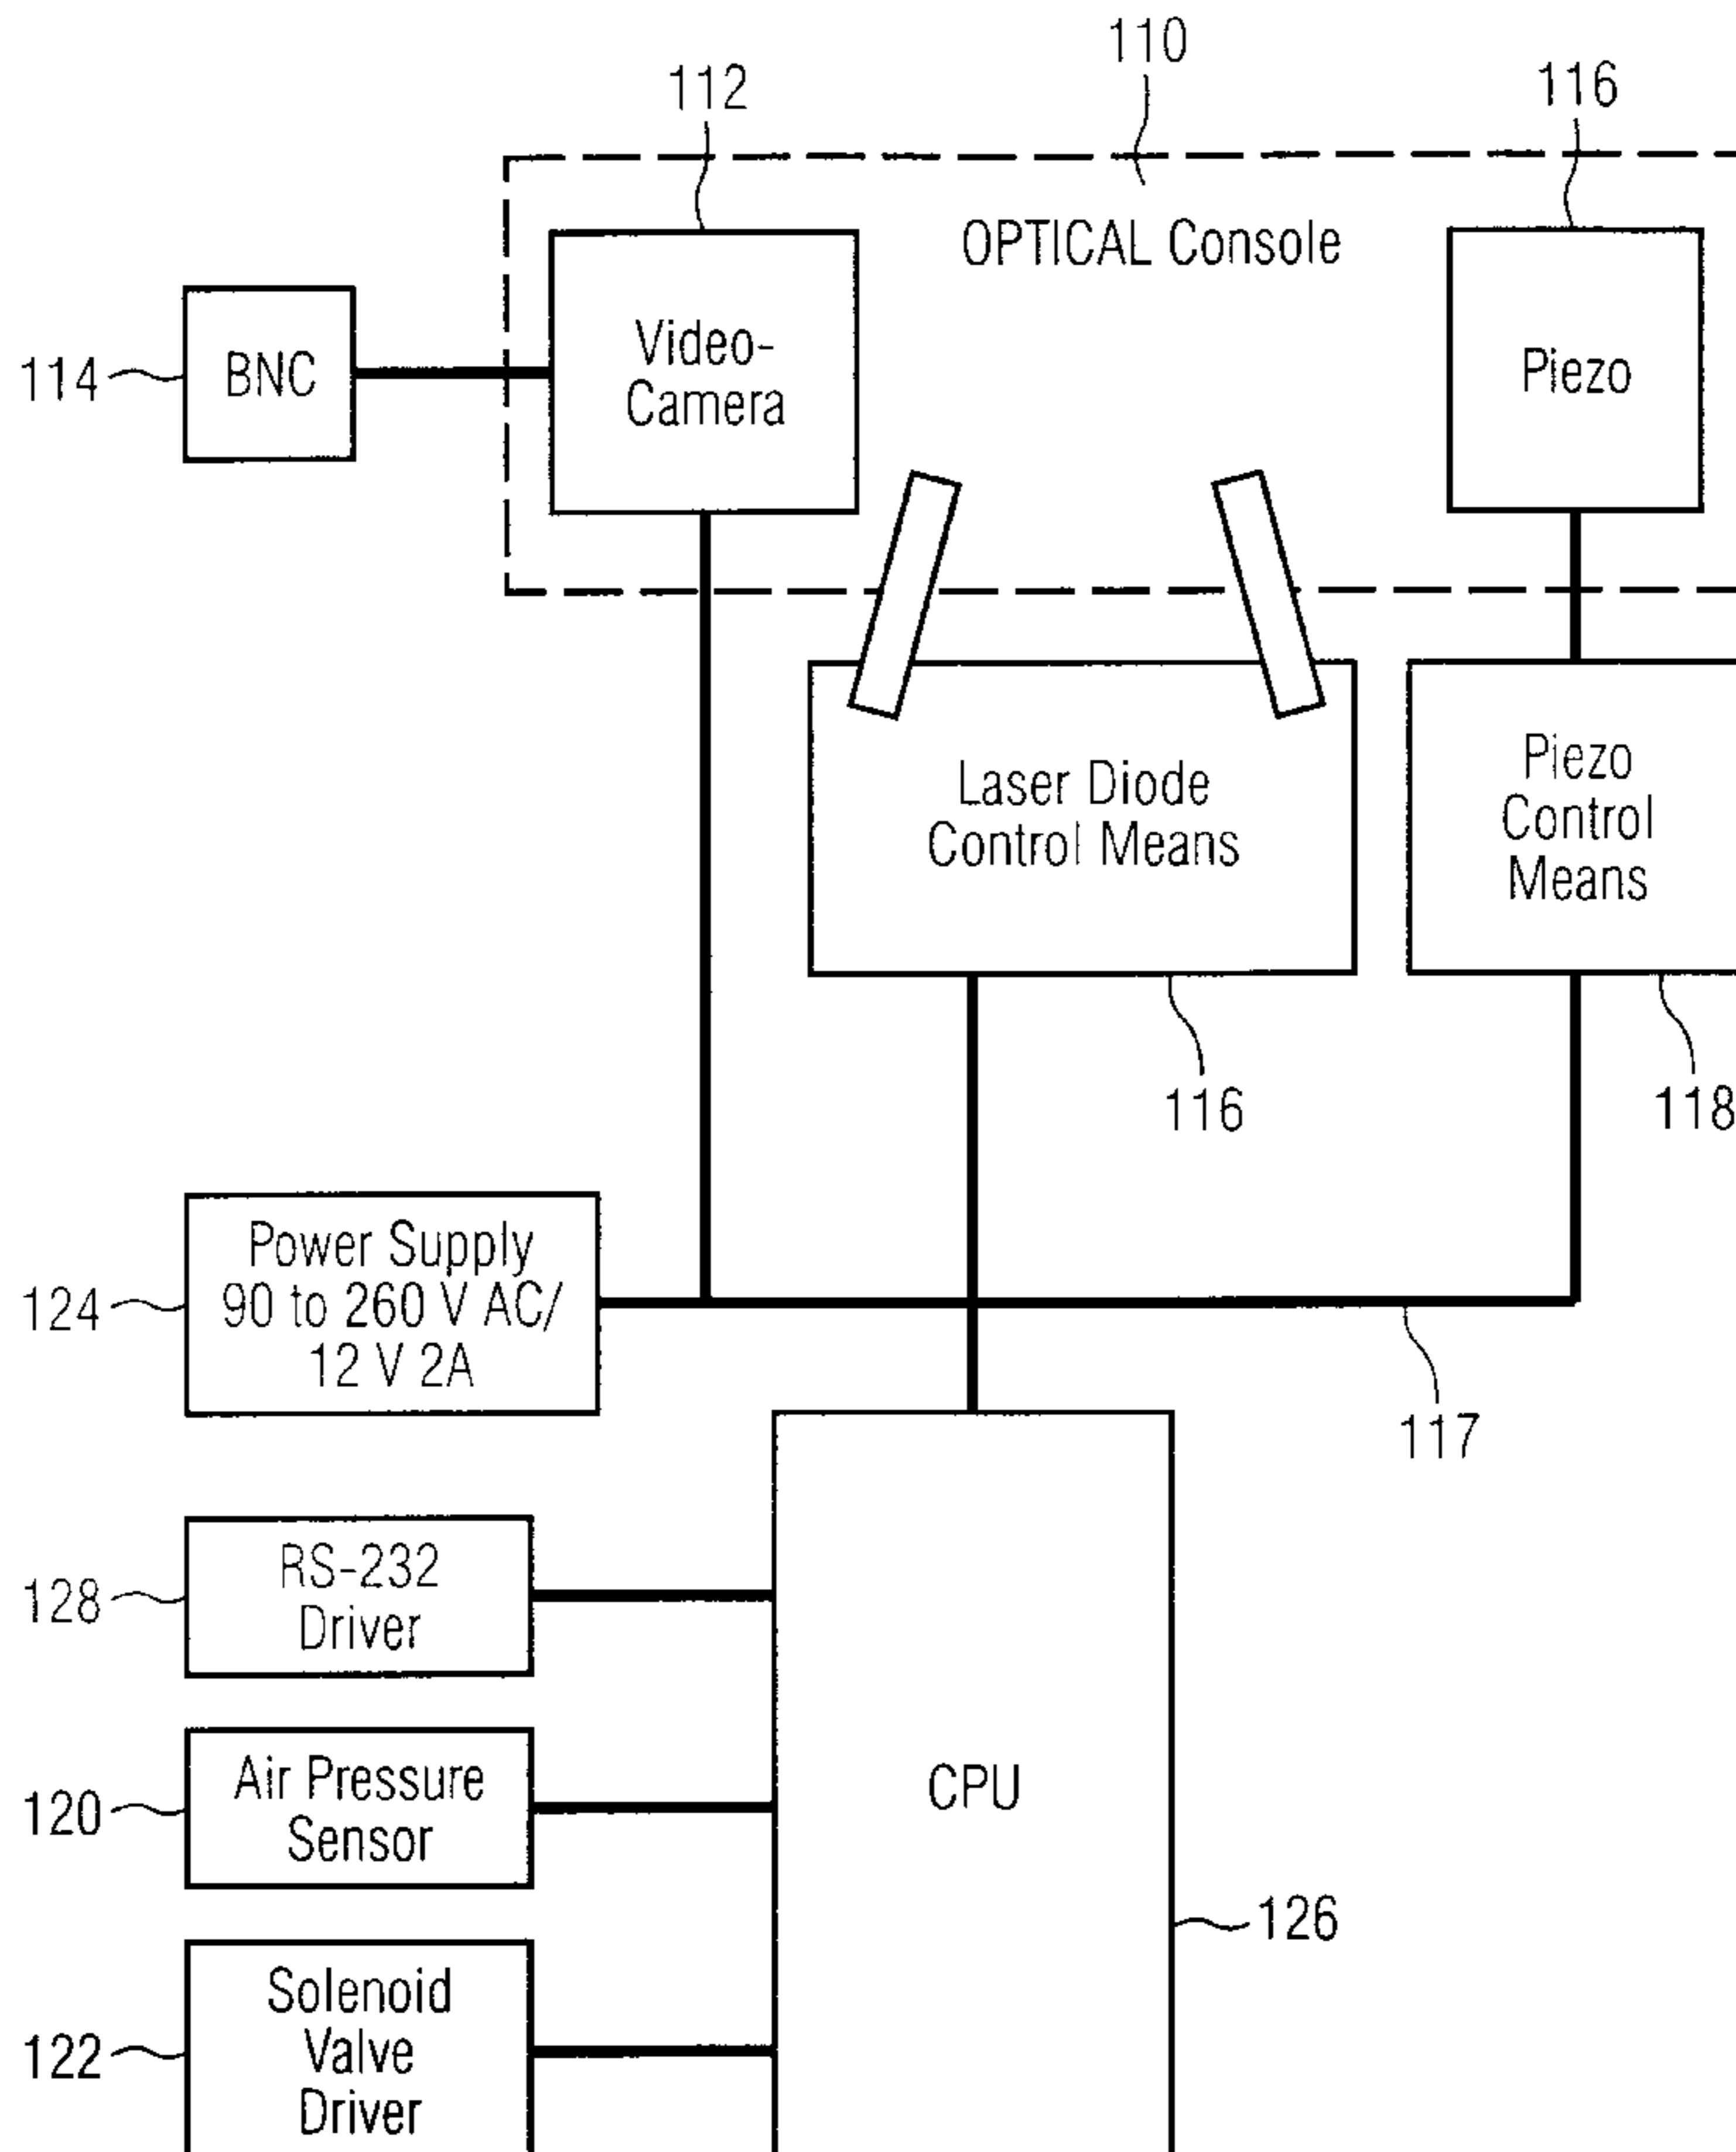 110
112
116
OPTICAL Console
Video-
Camera
Piezo
114
BNC
Laser Diode
Control Means
Piezo
Control
Means
116
118
124
Power Supply
90 to 260 V AC/
12 V 2A
117
128
RS-232
Driver
120
Air Pressure
Sensor
CPU
126
122
Solenoid
Valve
Driver